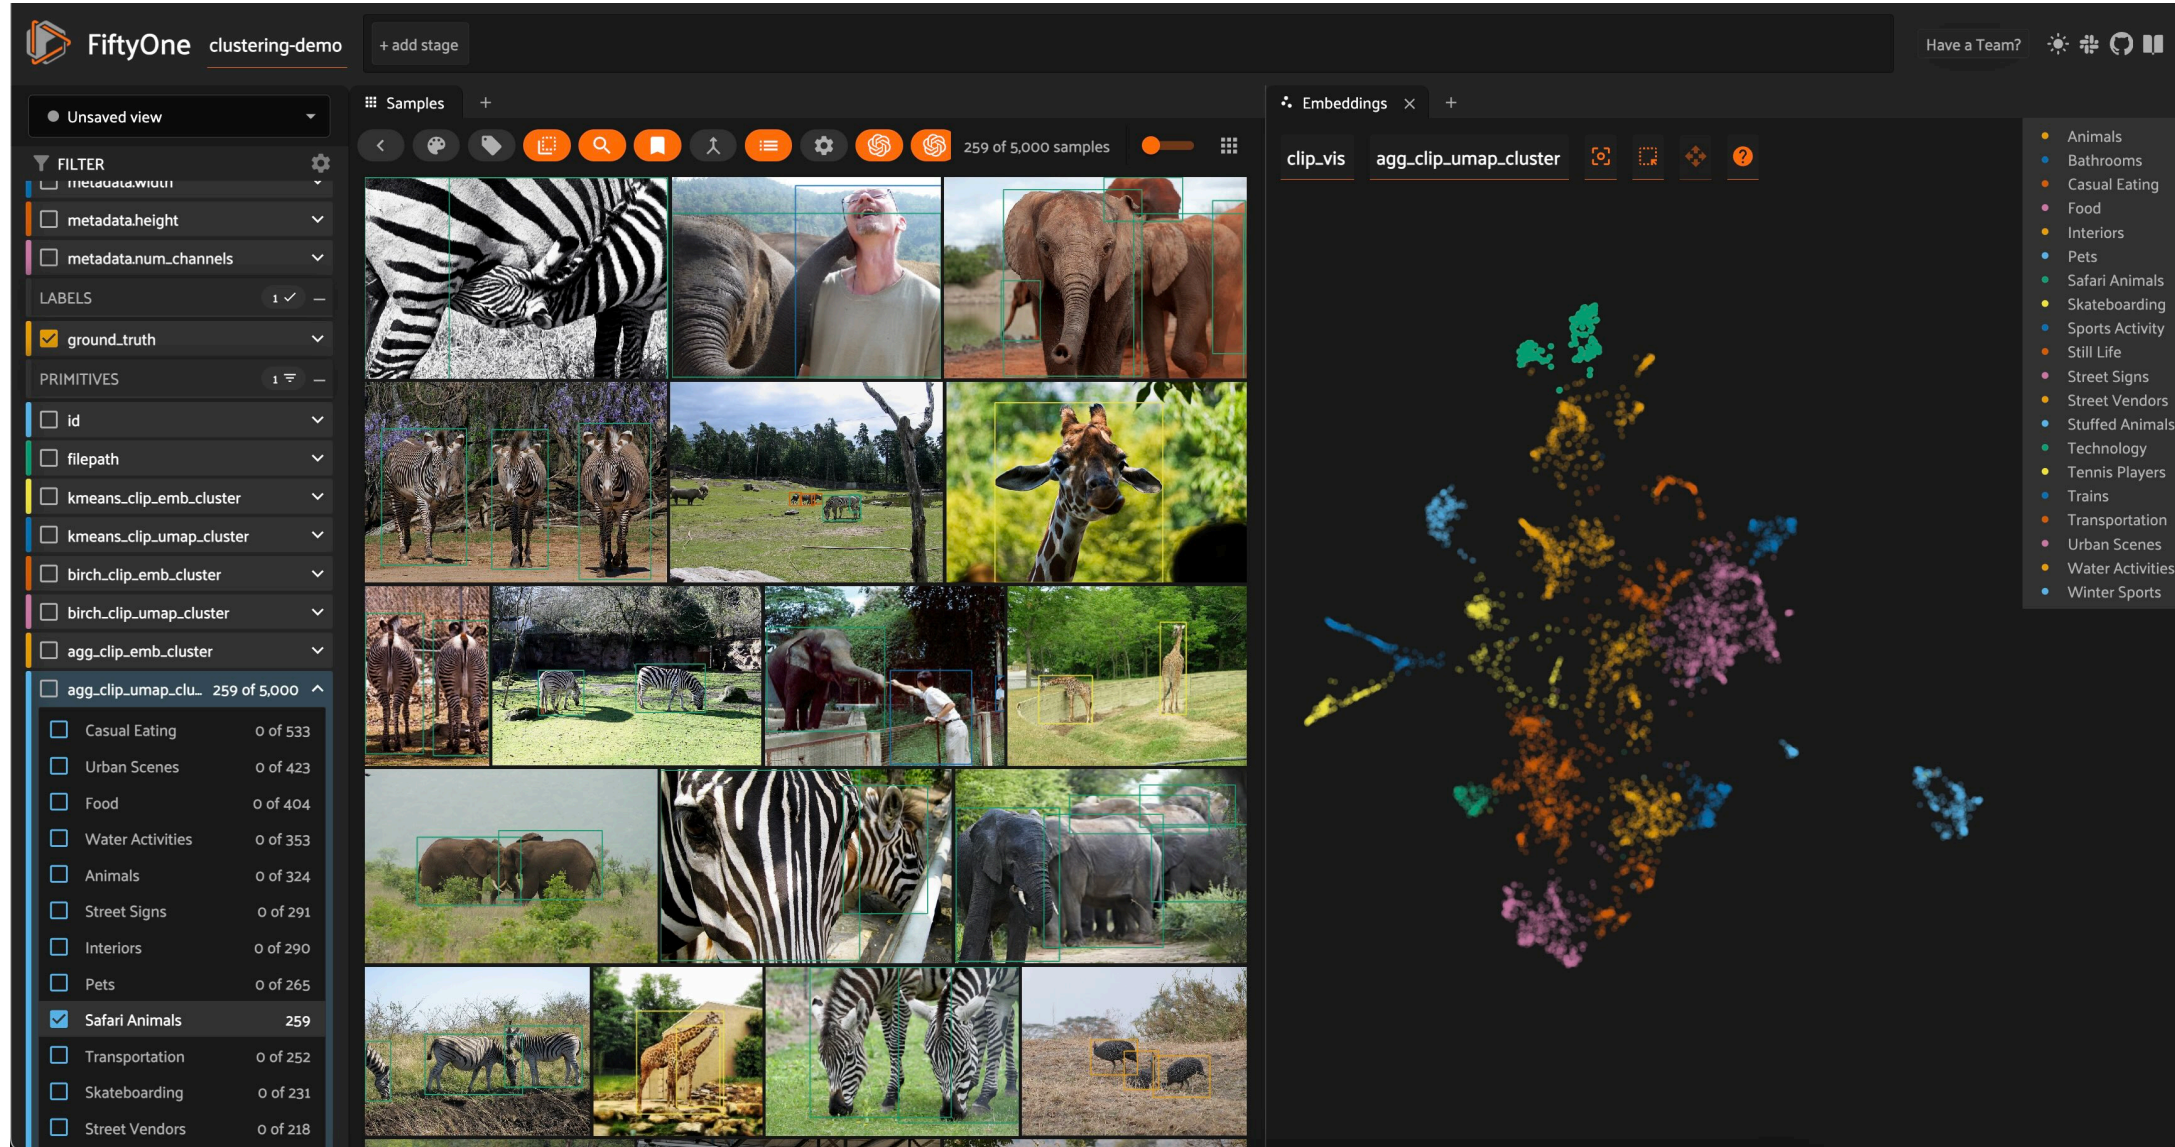 FiftyOne
clustering-demo
+ add stage
Have a Team?
Unsaved view
FILTER
metadata.width
metadata.height
metadata.num_channels
LABELS
1
ground_truth
PRIMITIVES
1
id
filepath
kmeans_clip_emb_cluster
kmeans_clip_umap_cluster
birch_clip_emb_cluster
birch_clip_umap_cluster
agg_clip_emb_cluster
agg_clip_umap_clu... 259 of 5,000
Casual Eating 0 of 533
Urban Scenes 0 of 423
Food 0 of 404
Water Activities 0 of 353
Animals 0 of 324
Street Signs 0 of 291
Interiors 0 of 290
Pets 0 of 265
Safari Animals 259
Transportation 0 of 252
Skateboarding 0 of 231
Street Vendors 0 of 218
Samples +
259 of 5,000 samples
Embeddings × +
clip_vis agg_clip_umap_cluster ?
Animals
Bathrooms
Casual Eating
Food
Interiors
Pets
Safari Animals
Skateboarding
Sports Activity
Still Life
Street Signs
Street Vendors
Stuffed Animals
Technology
Tennis Players
Trains
Transportation
Urban Scenes
Water Activities
Winter Sports